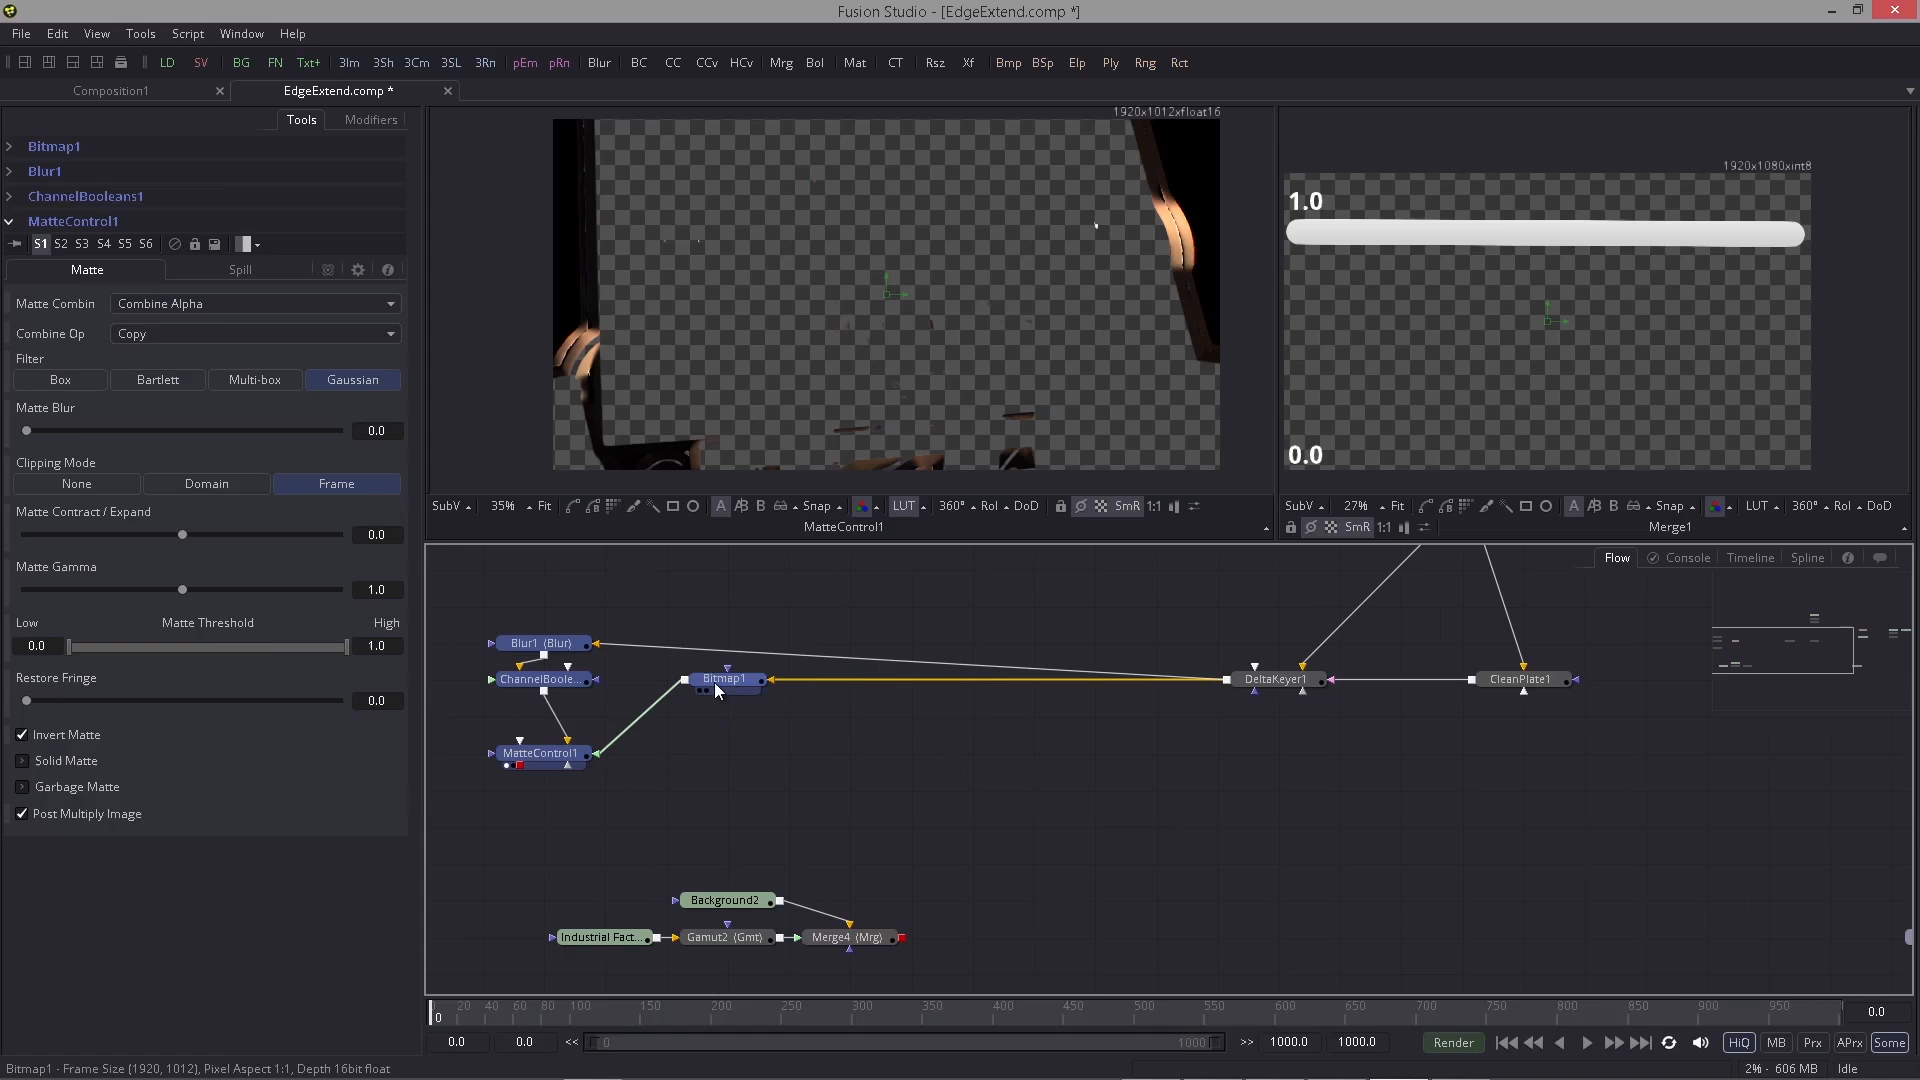 Fusion Studio - [EdgeExtend.comp *]
File Edit View Tools Script Window Help
LD SV BG FN Txt+ 3Im 3Sh 3Cm 3SL 3Rn pEm pRn Blur BC CC CCv HCv Mrg Bol Mat CT Rsz Xf Bmp BSp Elp Ply Rng Rct
Composition1 EdgeExtend.comp *
Tools Modifiers
Bitmap1
Blur1
ChannelBooleans1
MatteControl1
S1 S2 S3 S4 S5 S6
Matte Spill
Matte Combin Combine Alpha
Combine Op Copy
Filter
Box Bartlett Multi-box Gaussian
Matte Blur
0.0
Clipping Mode
None Domain Frame
Matte Contract / Expand
0.0
Matte Gamma
1.0
Low Matte Threshold High
0.0 1.0
Restore Fringe
0.0
Invert Matte
Solid Matte
Garbage Matte
Post Multiply Image
1920x1012xfloat16
SubV 35% Fit A B Snap LUT 360° RoI DoD SmR 1:1
MatteControl1
1920x1080xint8
1.0
0.0
SubV 27% Fit A B Snap LUT 360° RoI DoD
SmR 1:1 Merge1
Flow Console Timeline Spline
Blur1 (Blur)
ChannelBoole... Bitmap1 DeltaKeyer1 CleanPlate1
MatteControl1
Background2
Industrial Fact... Gamut2 (Gmt) Merge4 (Mrg)
0 20 40 60 80 100 150 200 250 300 350 400 450 500 550 600 650 700 750 800 850 900 950 0.0
0.0 0.0 << 0 1000 >> 1000.0 1000.0 Render HiQ MB Prx APrx Some
Bitmap1 - Frame Size (1920, 1012), Pixel Aspect 1:1, Depth 16bit float 2% - 606 MB Idle